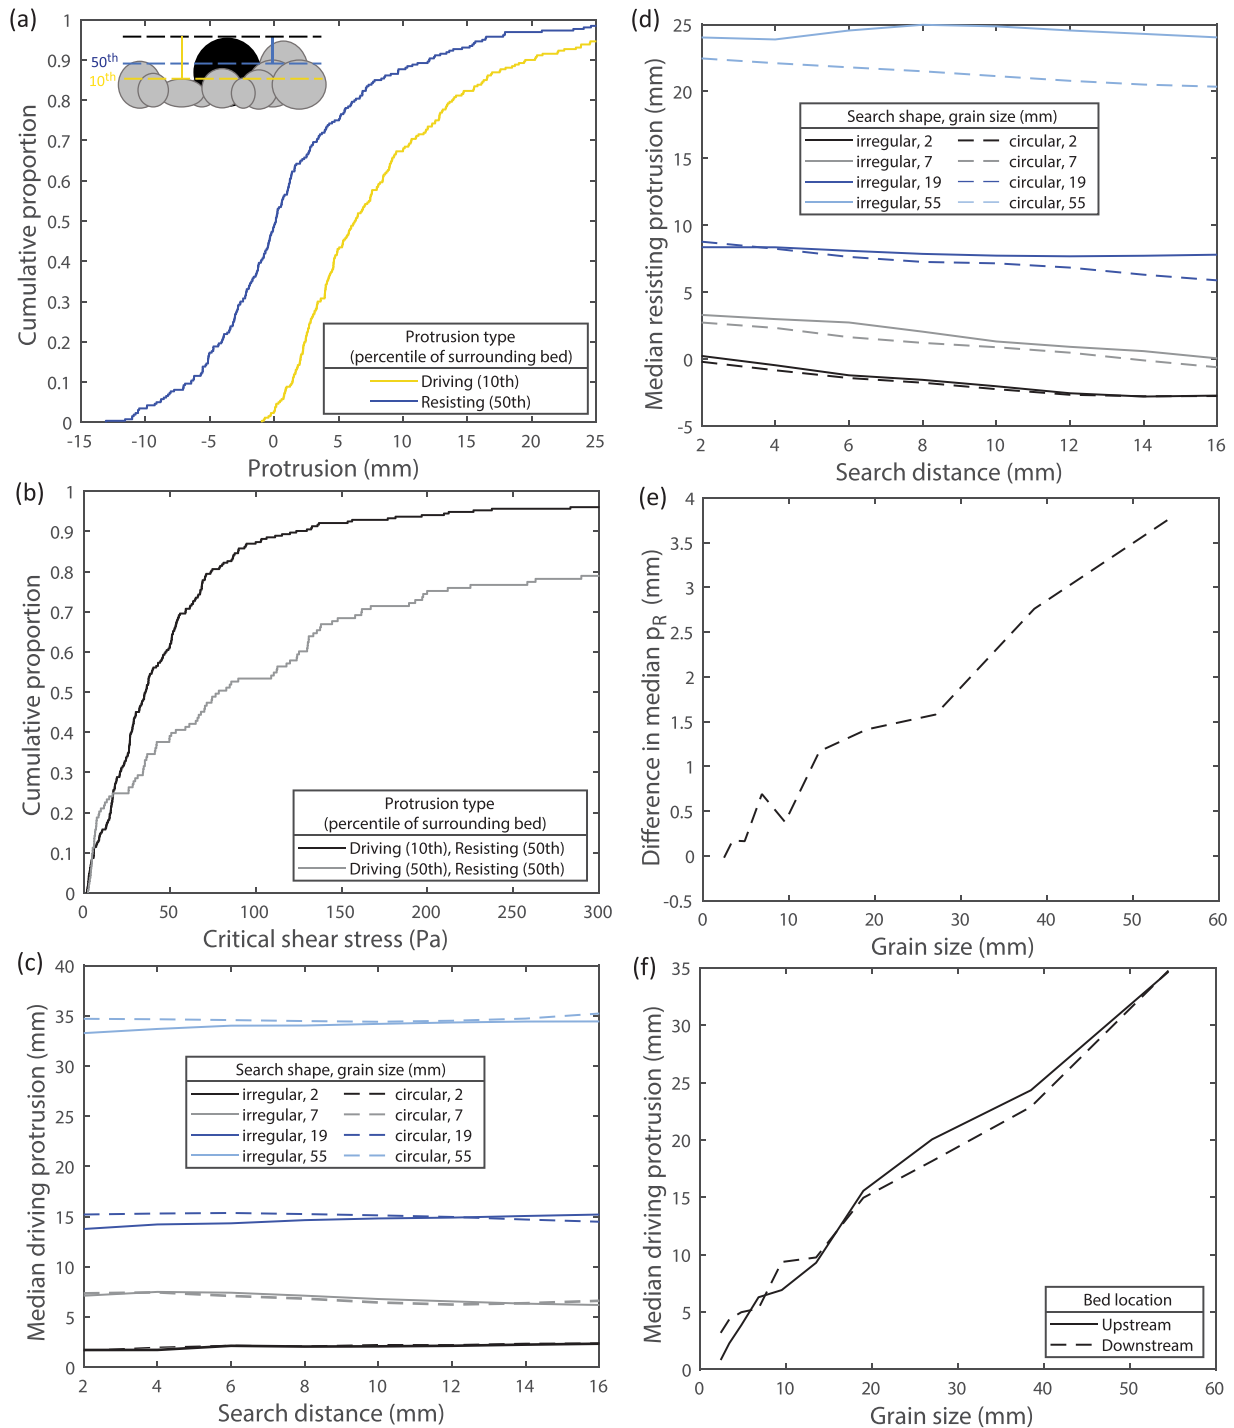 (a)
1
0.9
0.8
0.7
0.6
0.5
0.4
0.3
0.2
0.1
0
Cumulative proportion
50th
10th
Protrusion type
(percentile of surrounding bed)
Driving (10th)
Resisting (50th)
-15 -10 -5 0 5 10 15 20 25
Protrusion (mm)
(b)
1
0.9
0.8
0.7
0.6
0.5
0.4
0.3
0.2
0.1
0
Cumulative proportion
Protrusion type
(percentile of surrounding bed)
Driving (10th), Resisting (50th)
Driving (50th), Resisting (50th)
0 50 100 150 200 250 300
Critical shear stress (Pa)
(c)
40
35
30
25
20
15
10
5
0
Median driving protrusion (mm)
Search shape, grain size (mm)
irregular, 2 circular, 2
irregular, 7 circular, 7
irregular, 19 circular, 19
irregular, 55 circular, 55
2 4 6 8 10 12 14 16
Search distance (mm)
(d)
25
20
15
10
5
0
-5
Median resisting protrusion (mm)
Search shape, grain size (mm)
irregular, 2 circular, 2
irregular, 7 circular, 7
irregular, 19 circular, 19
irregular, 55 circular, 55
2 4 6 8 10 12 14 16
Search distance (mm)
(e)
4
3.5
3
2.5
2
1.5
1
0.5
0
-0.5
Difference in median pR (mm)
0 10 20 30 40 50 60
Grain size (mm)
(f)
35
30
25
20
15
10
5
0
Median driving protrusion (mm)
Bed location
Upstream
Downstream
0 10 20 30 40 50 60
Grain size (mm)